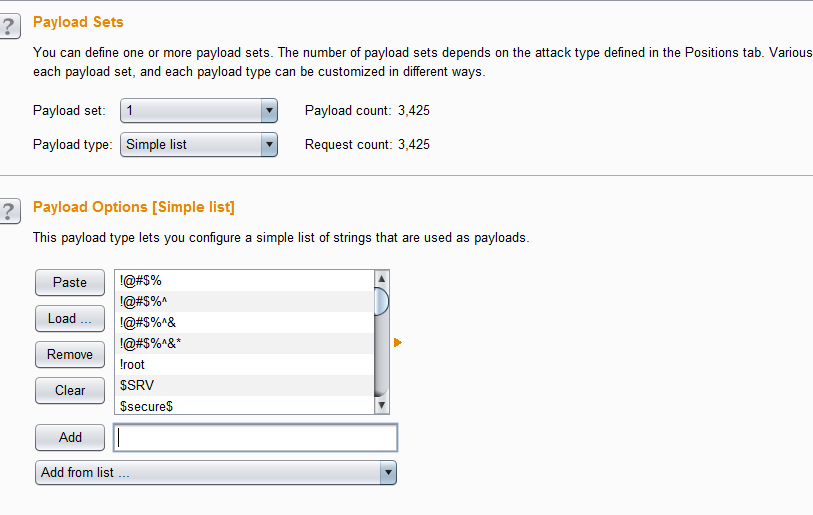 ?
Payload Sets
You can define one or more payload sets. The number of payload sets depends on the attack type defined in the Positions tab. Various
each payload set, and each payload type can be customized in different ways.
Payload set: 1 Payload count: 3,425
Payload type: Simple list Request count: 3,425
?
Payload Options [Simple list]
This payload type lets you configure a simple list of strings that are used as payloads.
Paste
Load ...
Remove
Clear
!@#$%
!@#$%^
!@#$%^&
!@#$%^&*
!root
$SRV
$secure$
Add
Add from list ...